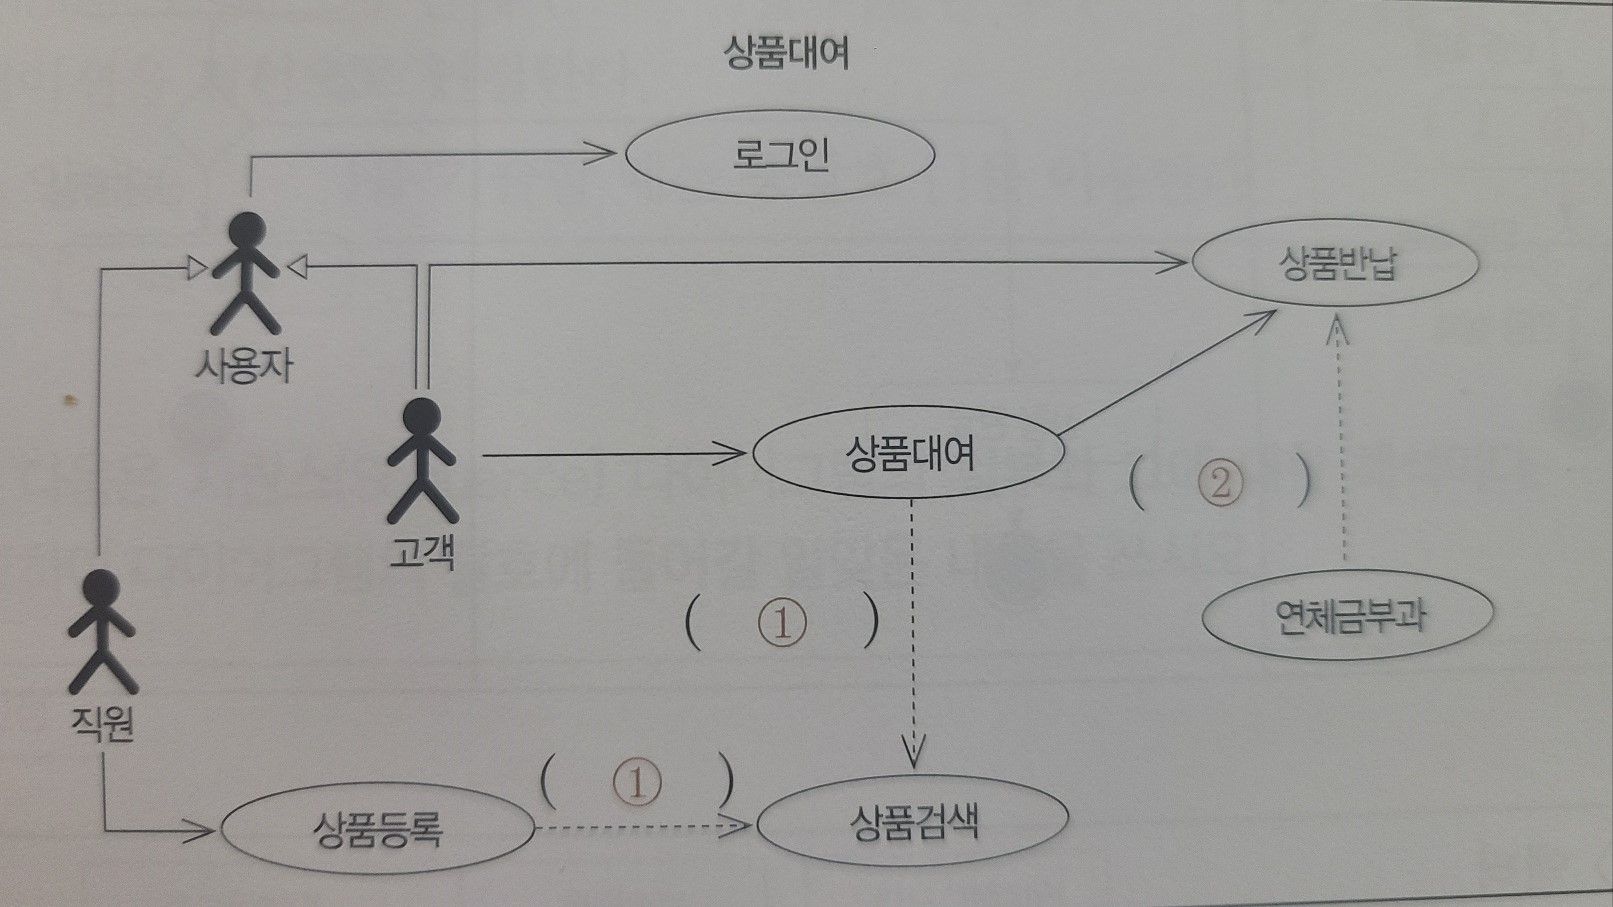 상품대여
로그인
상품반납
사용자
상품대여
( ② )
고객
( ① )
연체금부과
직원
( ① )
상품등록
상품검색